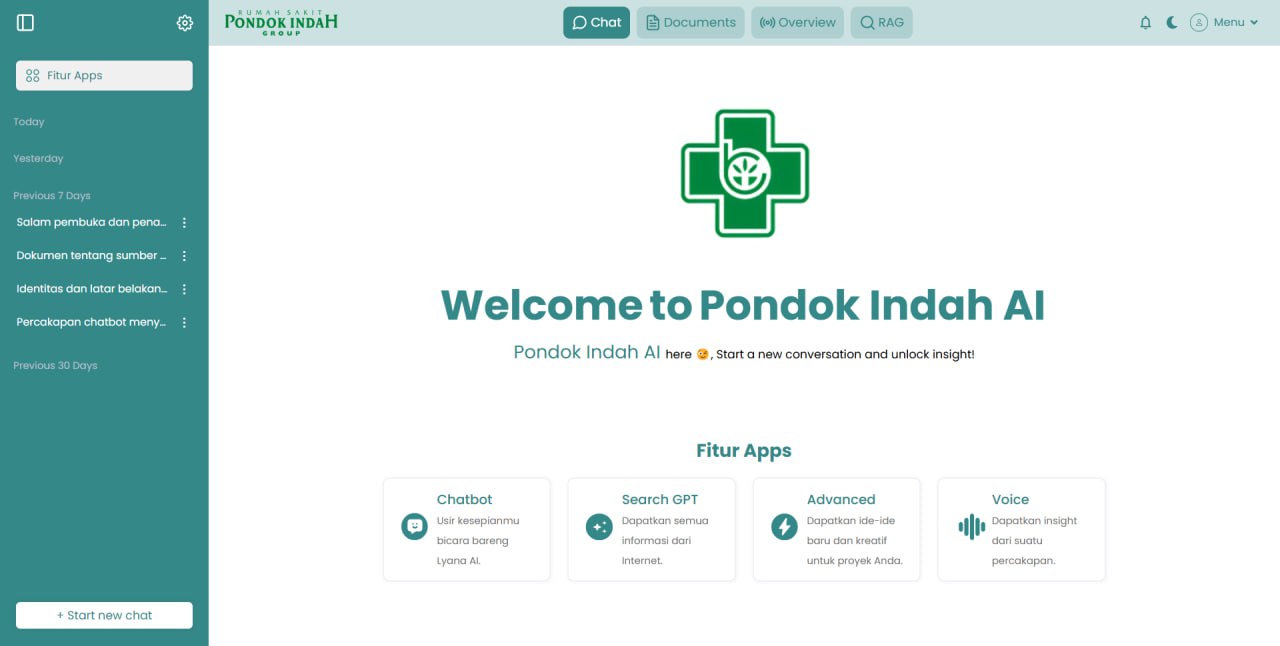 RUMAH SAKIT
PONDOK INDAH
GROUP
Chat
Documents
Overview
RAG
Menu
Fitur Apps
Today
Yesterday
Previous 7 Days
Salam pembuka dan pena...
Dokumen tentang sumber ...
Identitas dan latar belakan...
Percakapan chatbot meny...
Previous 30 Days
+ Start new chat
Welcome to Pondok Indah AI
Pondok Indah AI here 😉, Start a new conversation and unlock insight!
Fitur Apps
Chatbot
Usir kesepianmu
bicara bareng
Lyana AI.
Search GPT
Dapatkan semua
informasi dari
Internet.
Advanced
Dapatkan ide-ide
baru dan kreatif
untuk proyek Anda.
Voice
Dapatkan insight
dari suatu
percakapan.